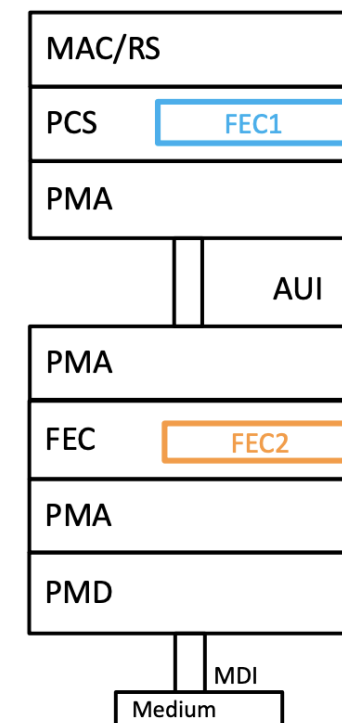 MAC/RS
PCS
FEC1
PMA
AUI
PMA
FEC
FEC2
PMA
PMD
MDI
Medium